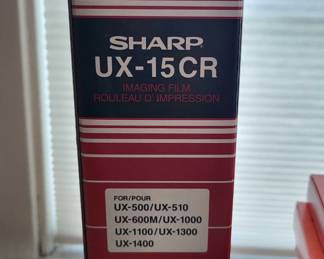 SHARP
UX-15CR
IMAGING FILM
ROULEAU D'IMPRESSION
FOR/POUR
UX-500/UX-510
UX-600M/UX-1000
UX-1100/UX-1300
UX-1400